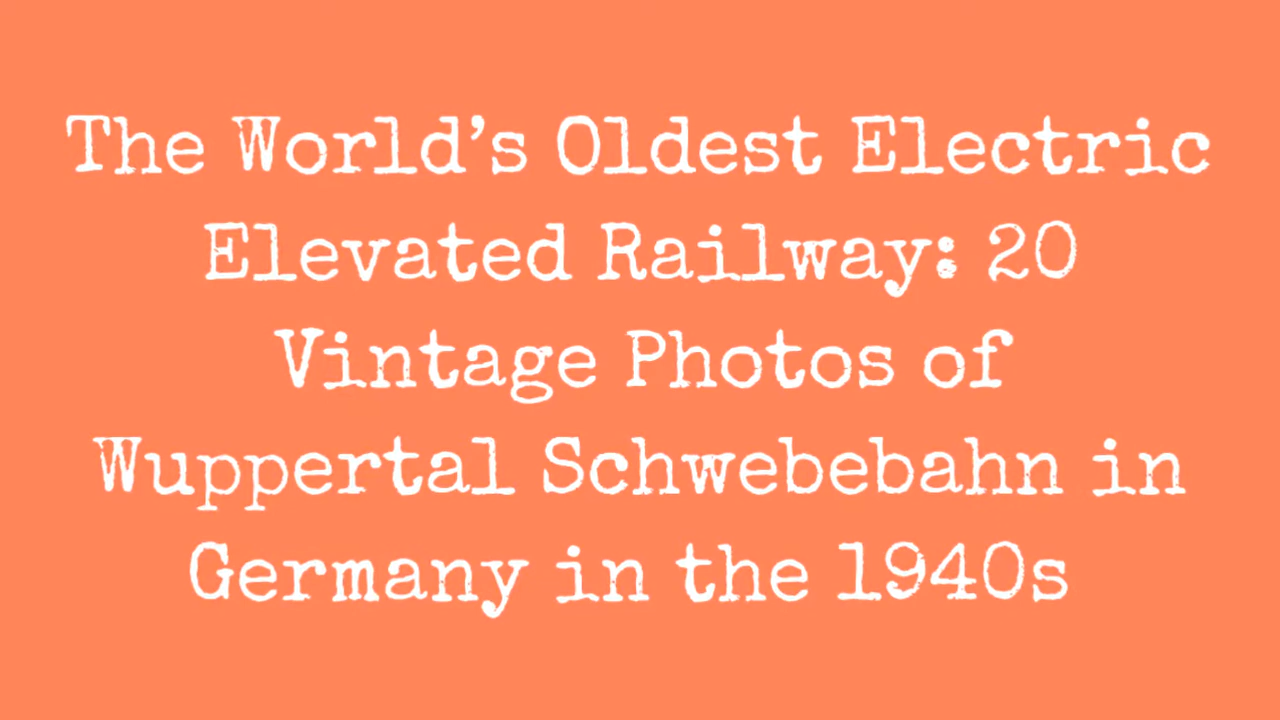 The World’s Oldest Electric
Elevated Railway: 20
Vintage Photos of
Wuppertal Schwebebahn in
Germany in the 1940s